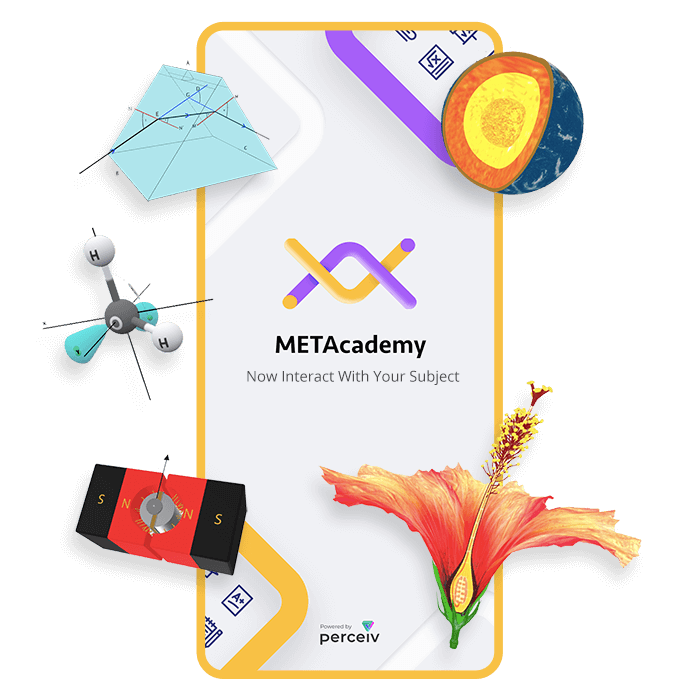 METAcademy
Now Interact With Your Subject
Powered by
perceiv
A
B
C
E
H
O
H
x
S
N
N
S
√x
A+